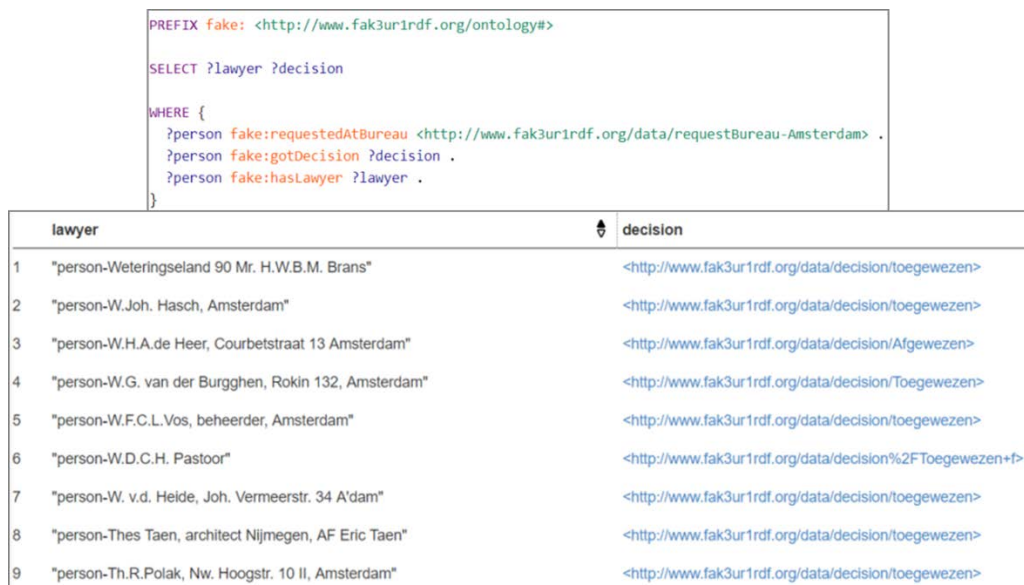 PREFIX fake: <http://www.fak3ur1rdf.org/ontology#>
SELECT ?lawyer ?decision
WHERE {
?person fake:requestedAtBureau <http://www.fak3ur1rdf.org/data/requestBureau-Amsterdam> .
?person fake:gotDecision ?decision .
?person fake:hasLawyer ?lawyer .
}
lawyer decision
1 "person-Weteringseland 90 Mr. H.W.B.M. Brans" <http://www.fak3ur1rdf.org/data/decision/toegewezen>
2 "person-W.Joh. Hasch, Amsterdam" <http://www.fak3ur1rdf.org/data/decision/toegewezen>
3 "person-W.H.A.de Heer, Courbetstraat 13 Amsterdam" <http://www.fak3ur1rdf.org/data/decision/Afgewezen>
4 "person-W.G. van der Burgghen, Rokin 132, Amsterdam" <http://www.fak3ur1rdf.org/data/decision/Toegewezen>
5 "person-W.F.C.L.Vos, beheerder, Amsterdam" <http://www.fak3ur1rdf.org/data/decision/toegewezen>
6 "person-W.D.C.H. Pastoor" <http://www.fak3ur1rdf.org/data/decision%2FToegewezen+f>
7 "person-W. v.d. Heide, Joh. Vermeerstr. 34 A'dam" <http://www.fak3ur1rdf.org/data/decision/toegewezen>
8 "person-Thes Taen, architect Nijmegen, AF Eric Taen" <http://www.fak3ur1rdf.org/data/decision/toegewezen>
9 "person-Th.R.Polak, Nw. Hoogstr. 10 II, Amsterdam" <http://www.fak3ur1rdf.org/data/decision/toegewezen>